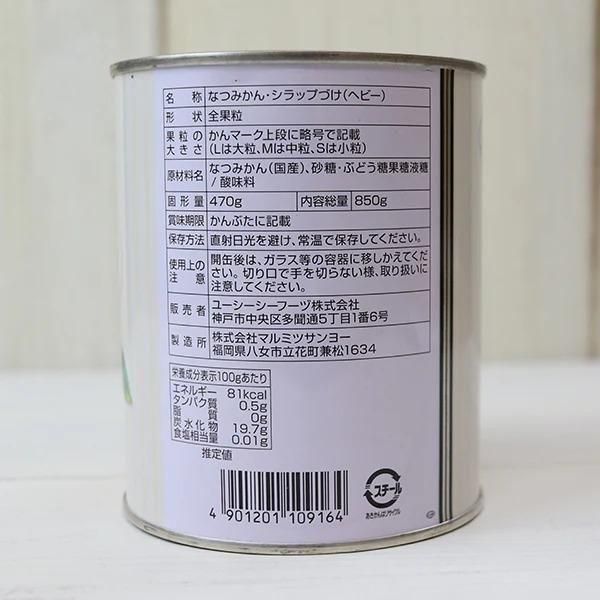 名 称 なつみかん・シラップづけ(ヘビー)
形 状 全果粒
果粒の大きさ かんマーク上段に略号で記載
(Lは大粒、Mは中粒、Sは小粒)
原材料名 なつみかん(国産)、砂糖・ぶどう糖果糖液糖
/ 酸味料
固形量 470g 内容総量 850g
賞味期限 かんぶたに記載
保存方法 直射日光を避け、常温で保存してください。
使用上の注意 開缶後は、ガラス等の容器に移しかえてくだ
さい。切り口で手を切らない様、取り扱いに
注意してください。
販売者 ユーシーシーフーヅ株式会社
神戸市中央区多聞通5丁目1番6号
製造所 株式会社マルミツサンヨー
福岡県八女市立花町兼松1634
栄養成分表示100gあたり
エネルギー 81kcal
タンパク質 0.5g
脂質 0g
炭水化物 19.7g
食塩相当量 0.01g
推定値
4 901201 109164
スチール
あきかんはリサイクル